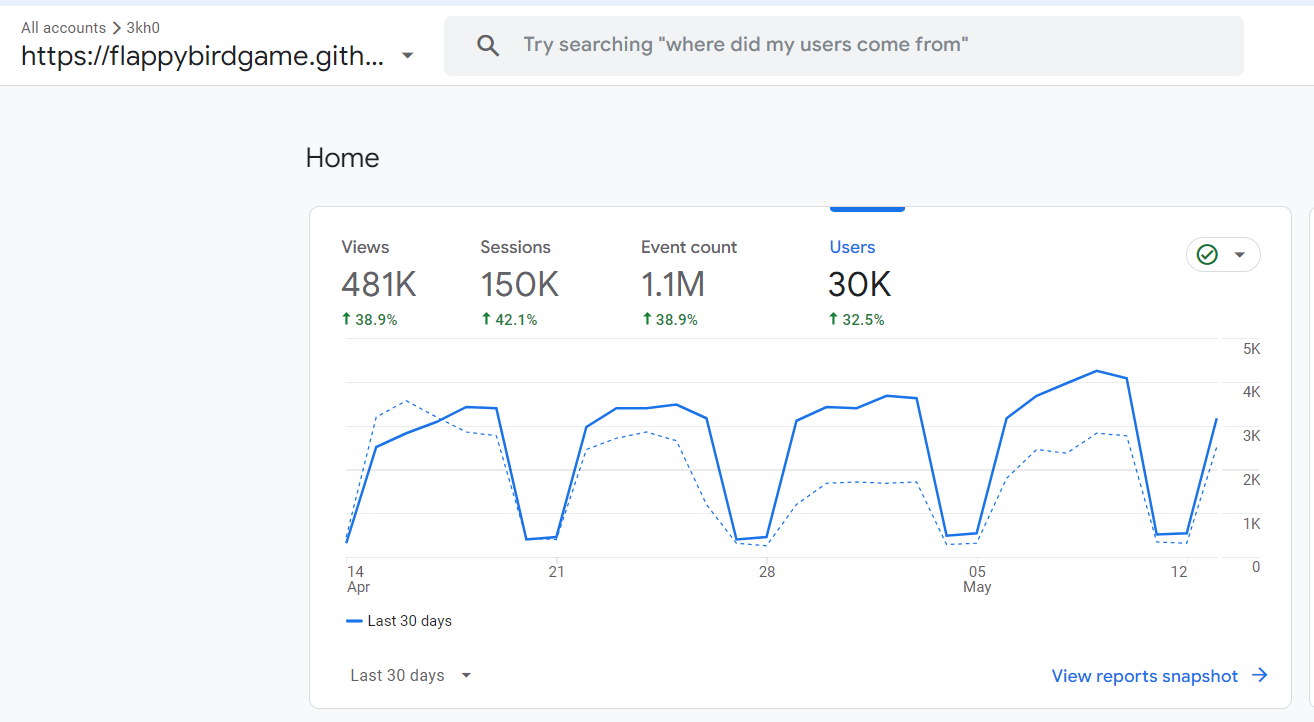 All accounts > 3kh0
https://flappybirdgame.gith...
Try searching "where did my users come from"
Home
Views
481K
↑ 38.9%
Sessions
150K
↑ 42.1%
Event count
1.1M
↑ 38.9%
Users
30K
↑ 32.5%
5K
4K
3K
2K
1K
0
14
Apr
21
28
05
May
12
Last 30 days
Last 30 days
View reports snapshot →